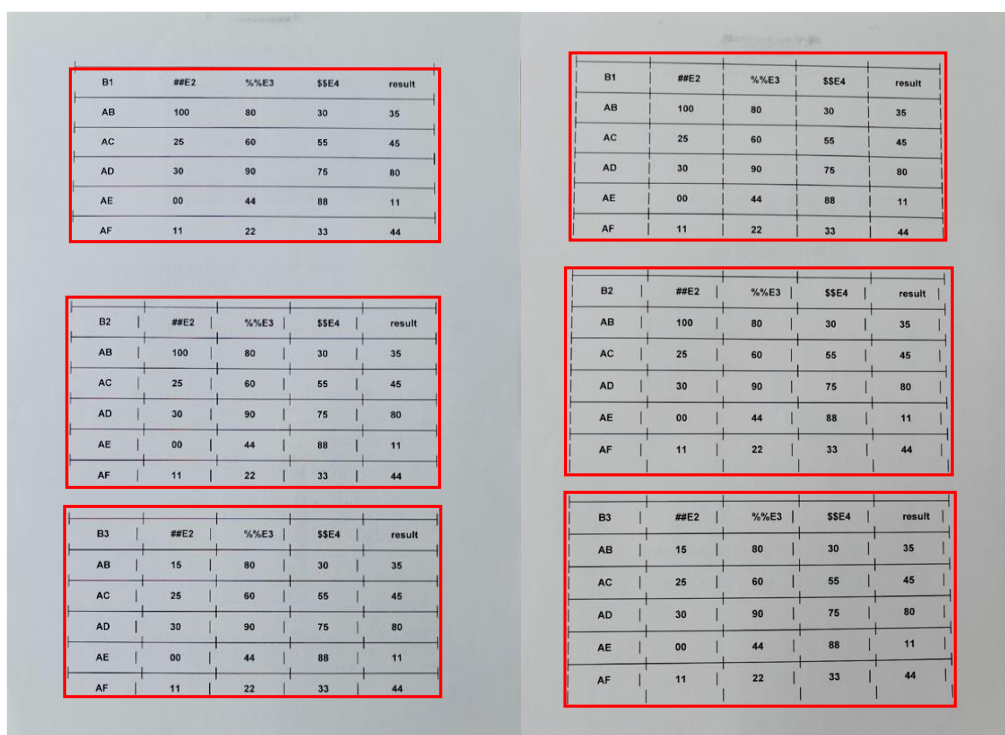 B1 ##E2 %%E3 $$E4 result
AB 100 80 30 35
AC 25 60 55 45
AD 30 90 75 80
AE 00 44 88 11
AF 11 22 33 44
B2 ##E2 %%E3 $$E4 result
AB 100 80 30 35
AC 25 60 55 45
AD 30 90 75 80
AE 00 44 88 11
AF 11 22 33 44
B3 ##E2 %%E3 $$E4 result
AB 15 80 30 35
AC 25 60 55 45
AD 30 90 75 80
AE 00 44 88 11
AF 11 22 33 44
B1 ##E2 %%E3 $$E4 result
AB 100 80 30 35
AC 25 60 55 45
AD 30 90 75 80
AE 00 44 88 11
AF 11 22 33 44
B2 ##E2 %%E3 $$E4 result
AB 100 80 30 35
AC 25 60 55 45
AD 30 90 75 80
AE 00 44 88 11
AF 11 22 33 44
B3 ##E2 %%E3 $$E4 result
AB 15 80 30 35
AC 25 60 55 45
AD 30 90 75 80
AE 00 44 88 11
AF 11 22 33 44